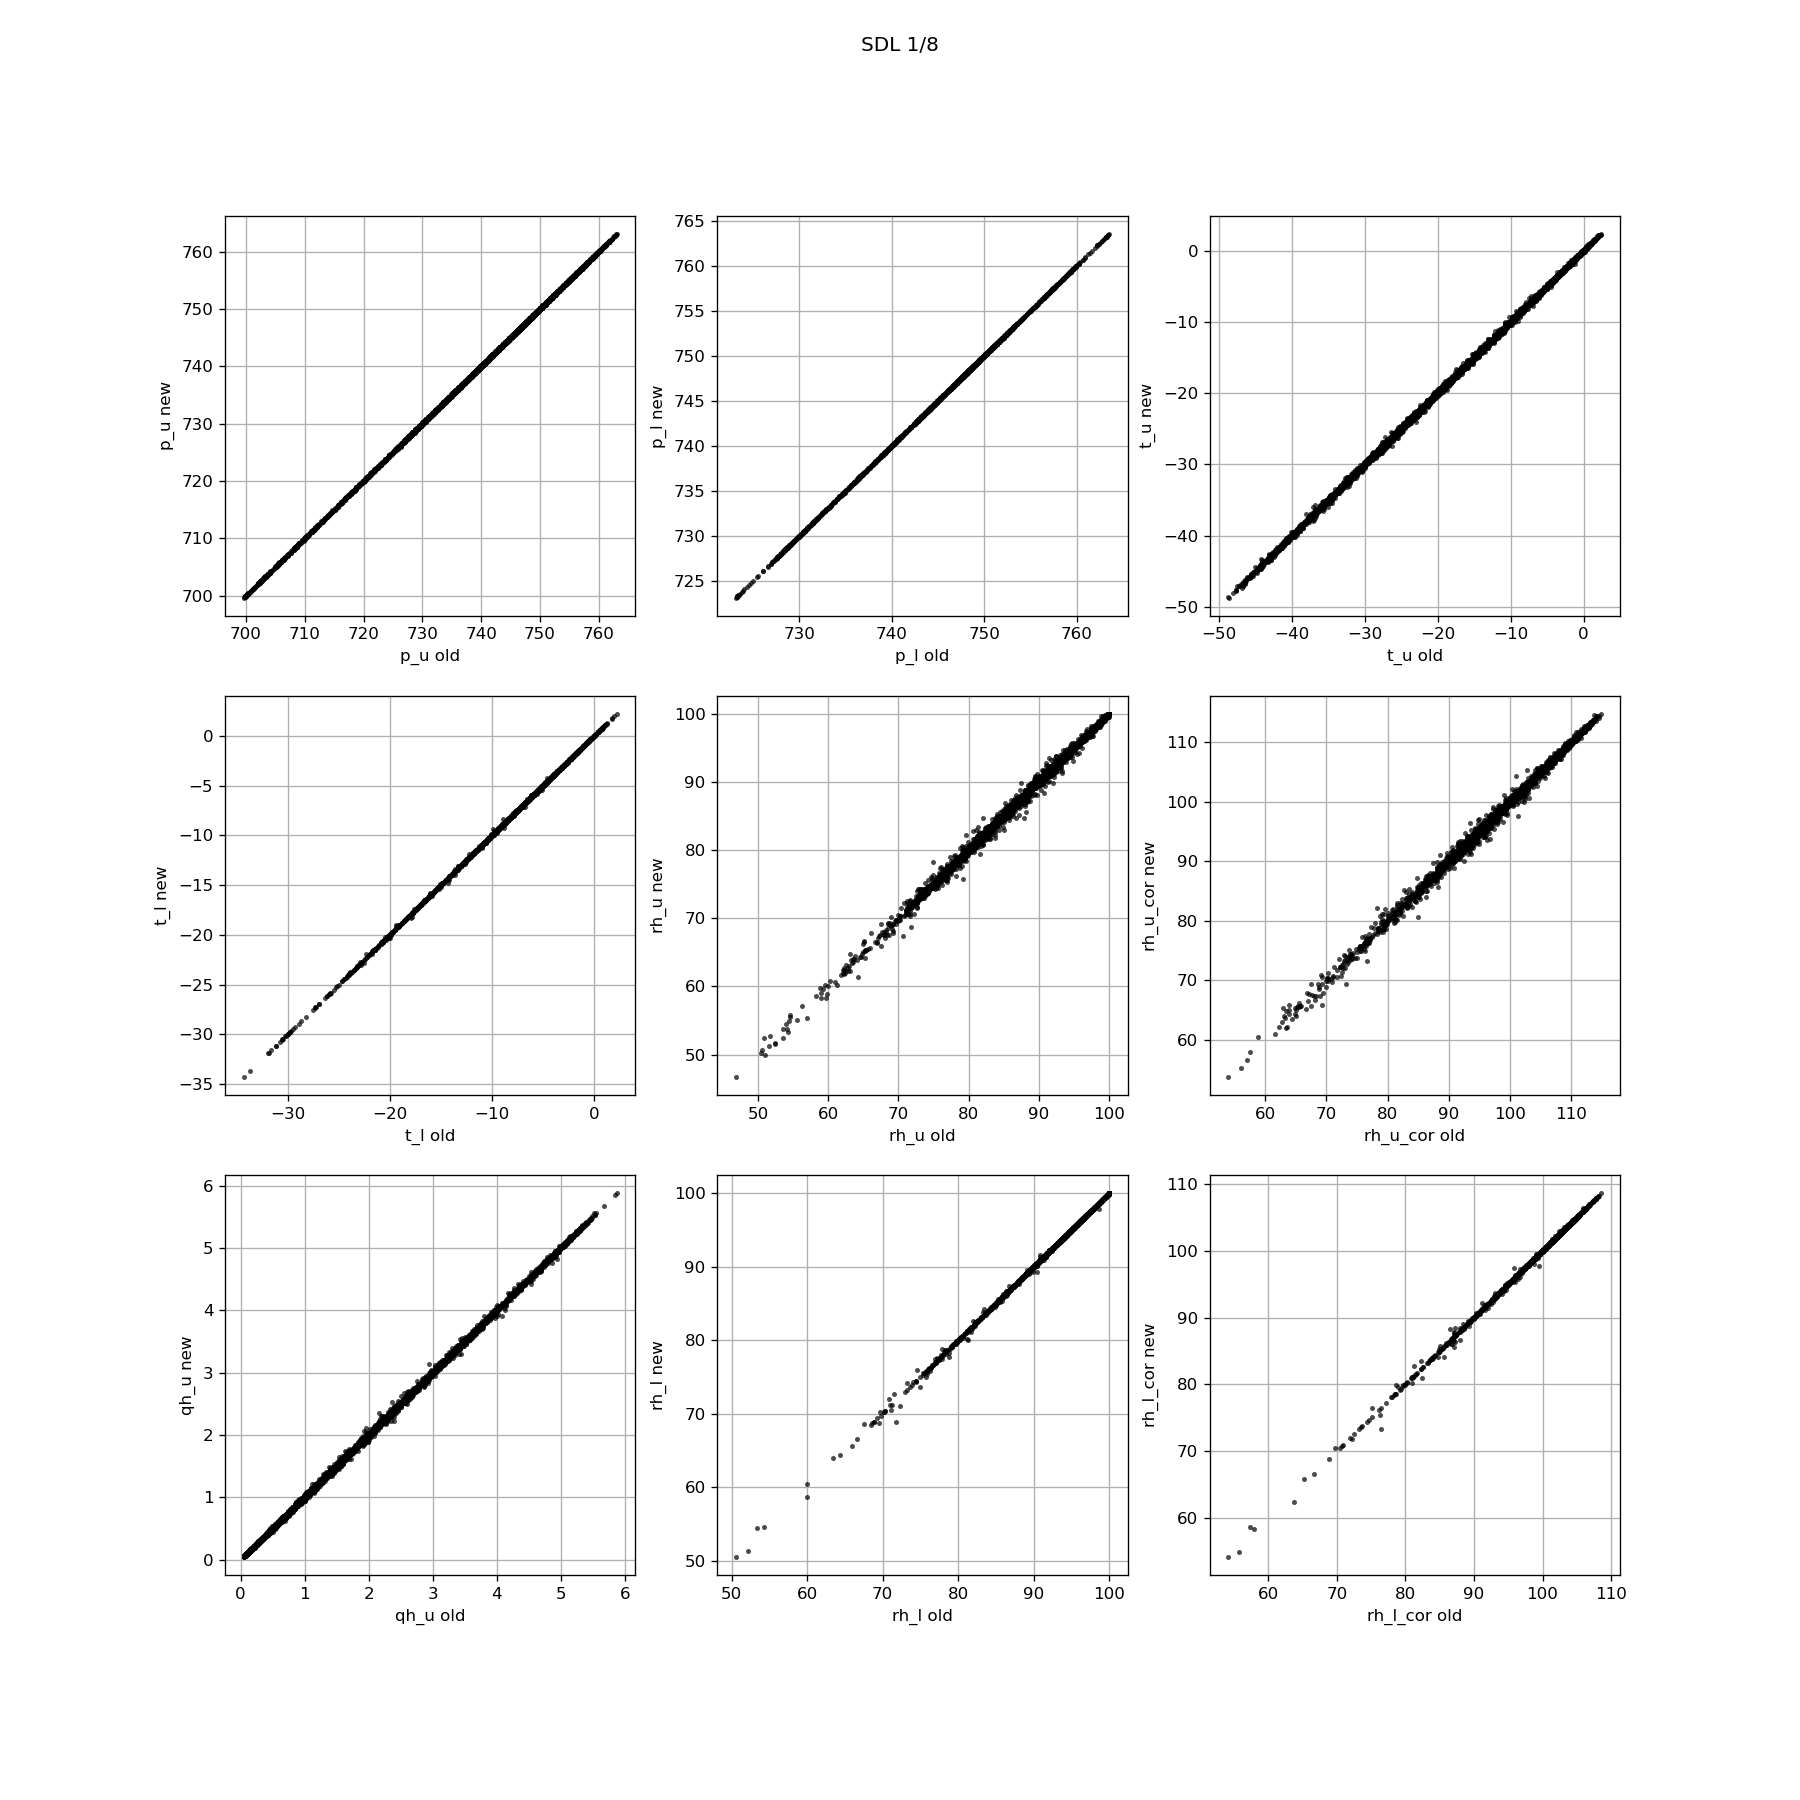 SDL 1/8
p_u new
760
750
740
730
720
710
700
700 710 720 730 740 750 760
p_u old
p_l new
765
760
755
750
745
740
735
730
725
730 740 750 760
p_l old
t_u new
0
−10
−20
−30
−40
−50
−50 −40 −30 −20 −10 0
t_u old
t_l new
0
−5
−10
−15
−20
−25
−30
−35
−30 −20 −10 0
t_l old
rh_u new
100
90
80
70
60
50
50 60 70 80 90 100
rh_u old
rh_u_cor new
110
100
90
80
70
60
60 70 80 90 100 110
rh_u_cor old
qh_u new
6
5
4
3
2
1
0
0 1 2 3 4 5 6
qh_u old
rh_l new
100
90
80
70
60
50
50 60 70 80 90 100
rh_l old
rh_l_cor new
110
100
90
80
70
60
60 70 80 90 100 110
rh_l_cor old